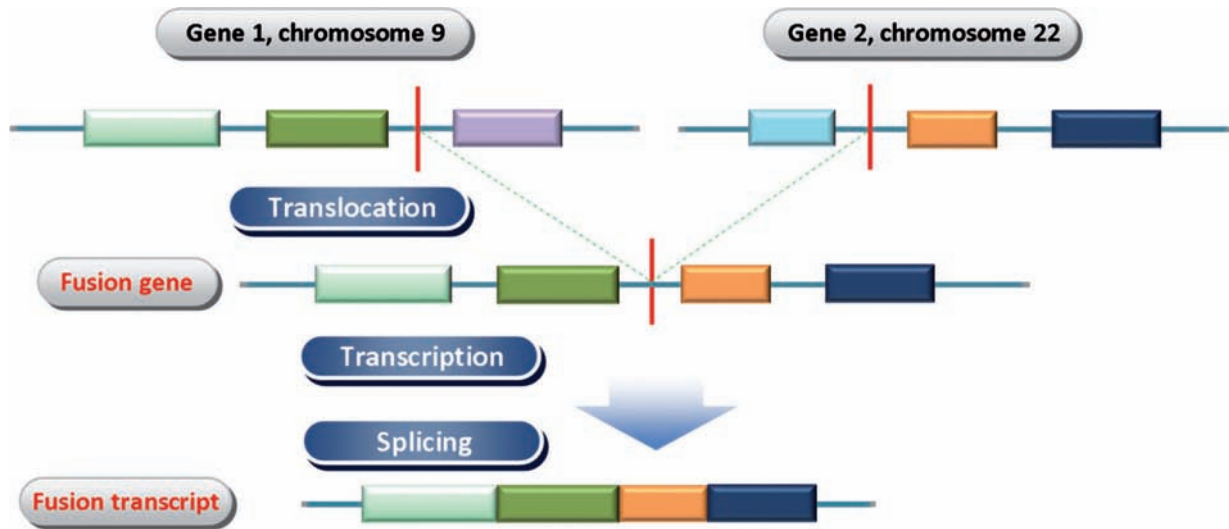 Gene 1, chromosome 9
Gene 2, chromosome 22
Translocation
Fusion gene
Transcription
Splicing
Fusion transcript